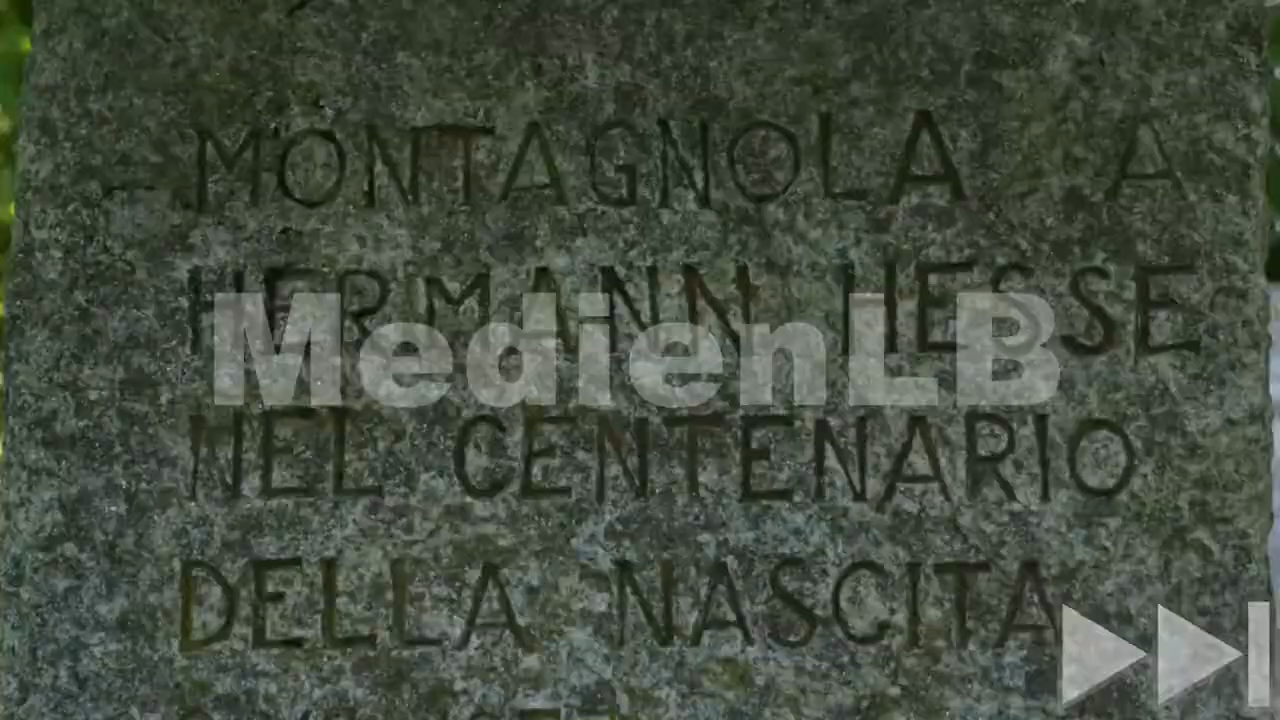 MONTAGNOLA A
HERMANN HESSE
MedienLB
NEL CENTENARIO
DELLA NASCITA